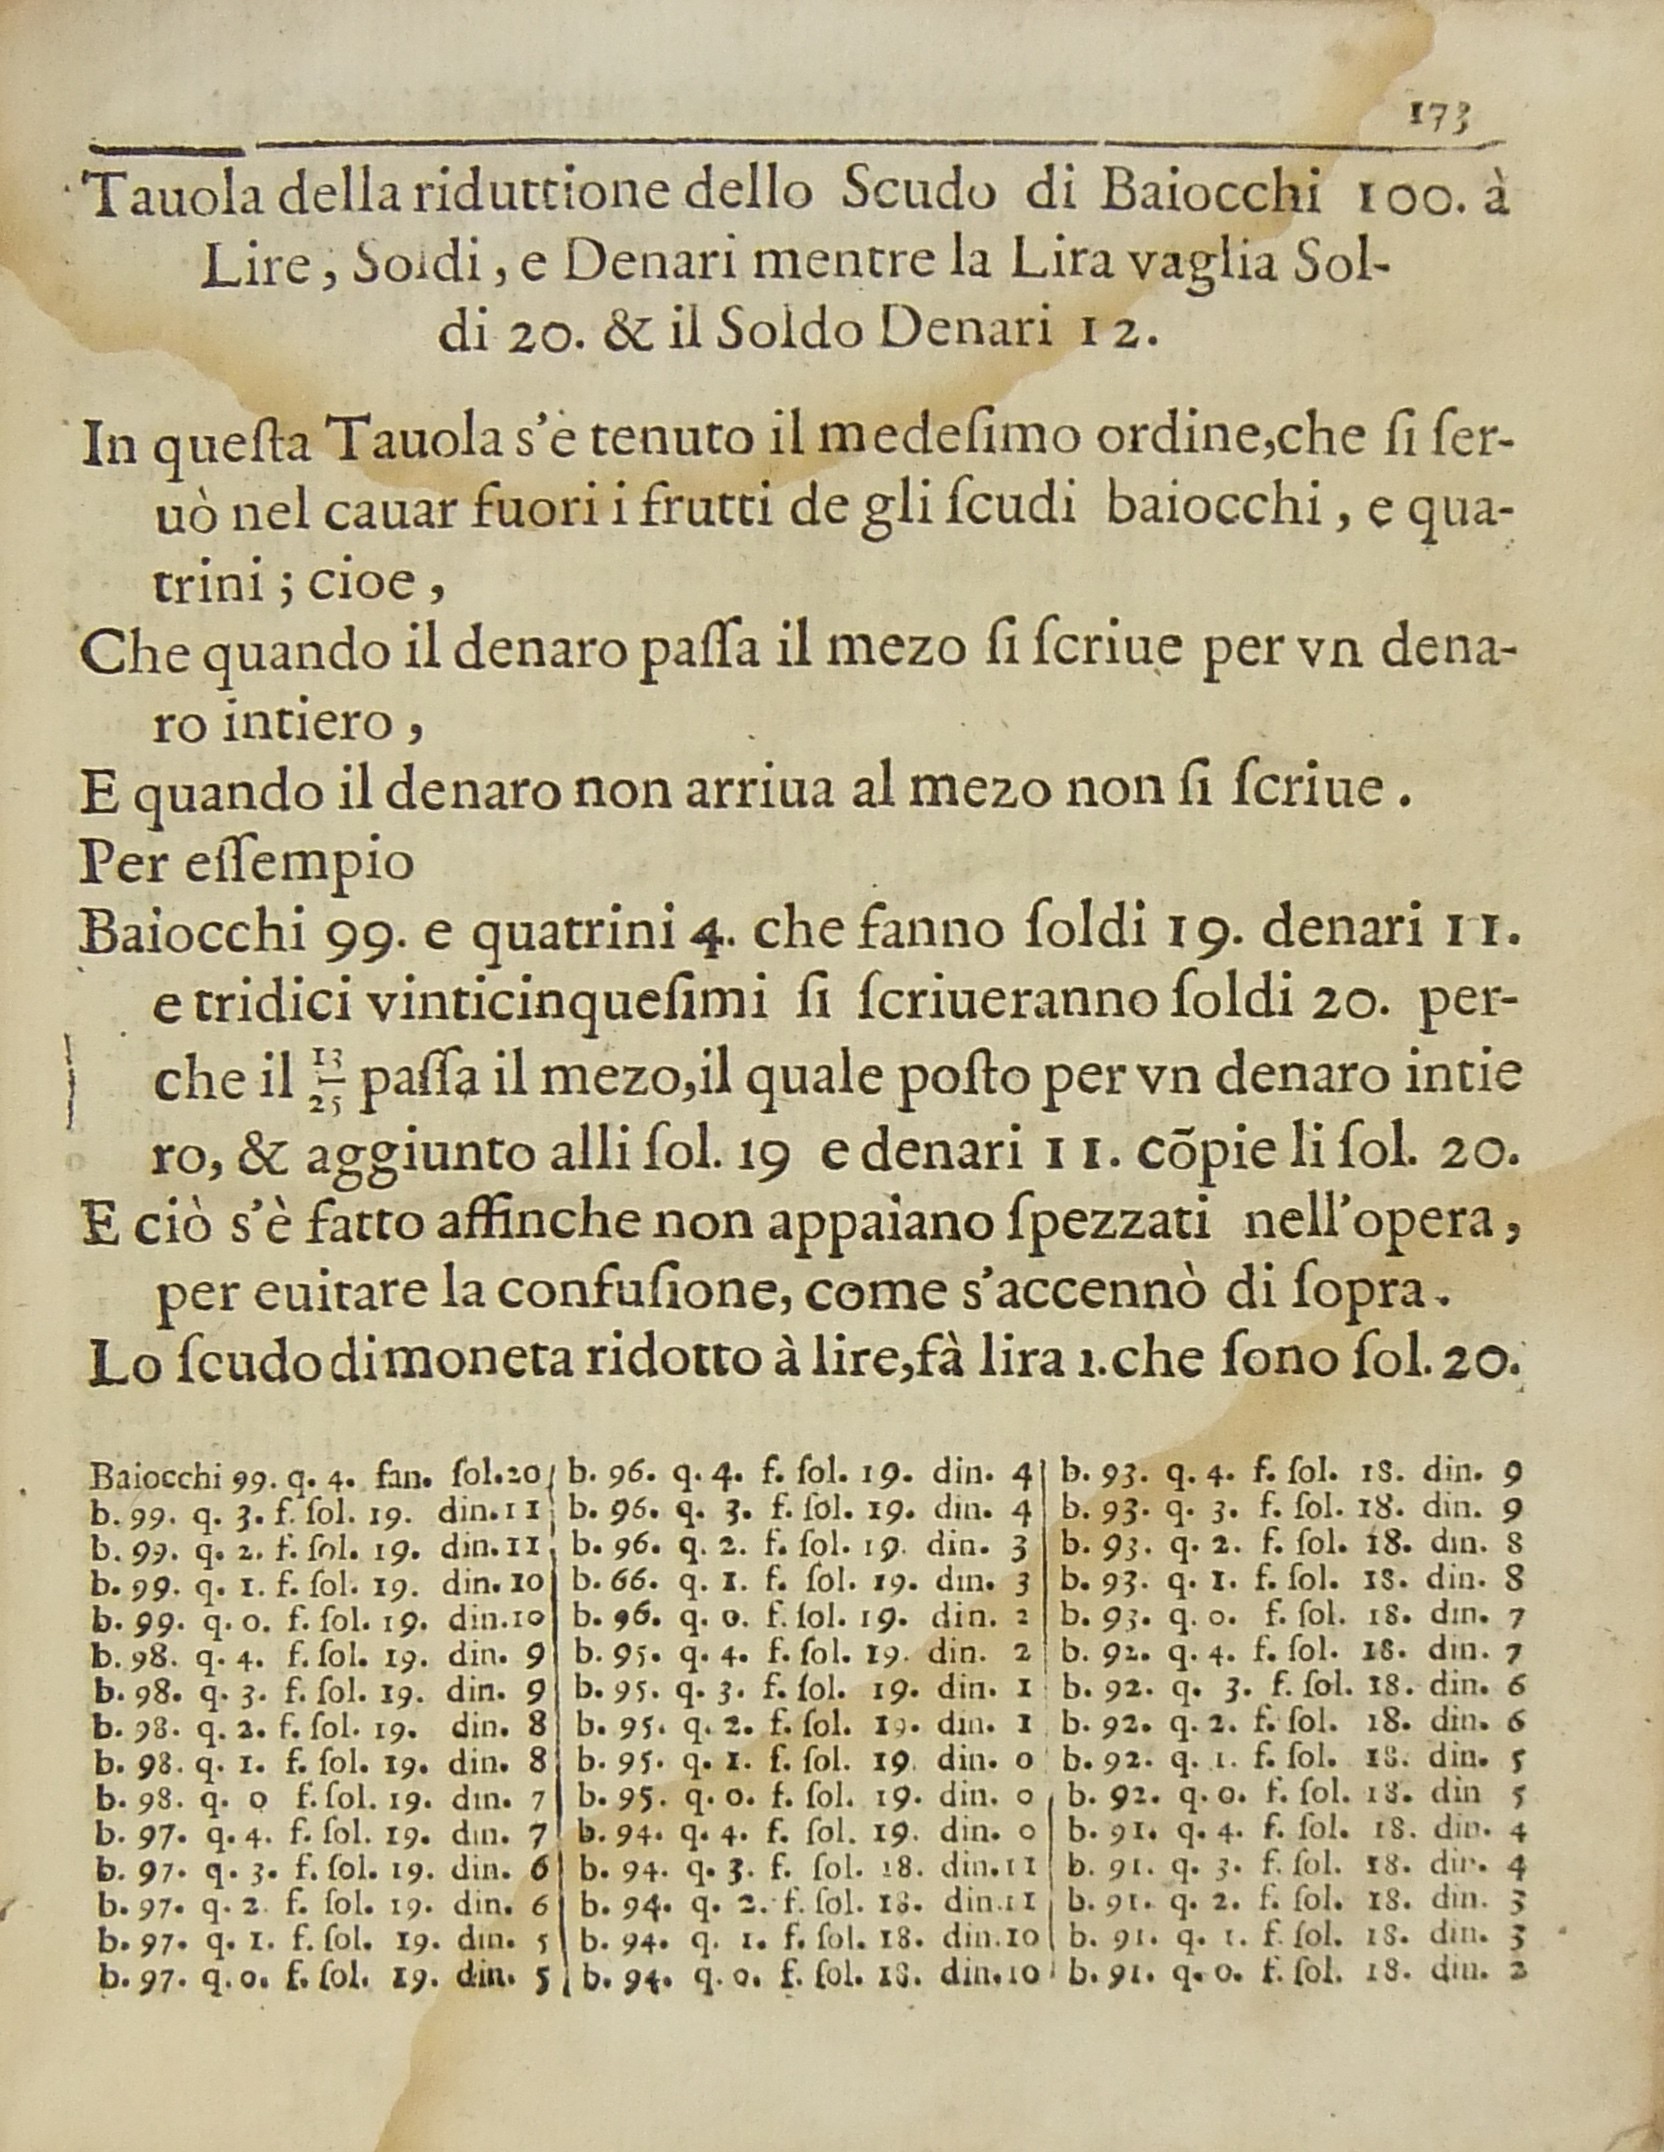 173
Tauola della riduttione dello Scudo di Baiocchi 100. à
Lire, Soldi, e Denari mentre la Lira vaglia Sol-
di 20. & il Soldo Denari 12.
In queſta Tauola s'è tenuto il medeſimo ordine,che ſi ſer-
uò nel cauar fuori i frutti de gli ſcudi baiocchi, e qua-
trini; cioe,
Che quando il denaro paſſa il mezo ſi ſcriue per vn dena-
ro intiero,
E quando il denaro non arriua al mezo non ſi ſcriue.
Per eſſempio
Baiocchi 99. e quatrini 4. che fanno ſoldi 19. denari 11.
e tridici vinticinqueſimi ſi ſcriueranno ſoldi 20. per-
che il 13/25 paſſa il mezo,il quale poſto per vn denaro intie
ro, & aggiunto alli ſol. 19 e denari 11. cõpie li ſol. 20.
E ciò s'è fatto affinche non appaiano ſpezzati nell'opera,
per euitare la confuſione, come s'accennò di ſopra.
Lo ſcudo di moneta ridotto à lire,fà lira 1.che ſono ſol. 20.
Baiocchi 99. q. 4. fan. ſol.20
b. 99. q. 3. f. ſol. 19. din. 11
b. 99. q. 2. f. ſol. 19. din. 11
b. 99. q. 1. f. ſol. 19. din. 10
b. 99. q. 0. f. ſol. 19. din. 10
b. 98. q. 4. f. ſol. 19. din. 9
b. 98. q. 3. f. ſol. 19. din. 9
b. 98. q. 2. f. ſol. 19. din. 8
b. 98. q. 1. f. ſol. 19. din. 8
b. 98. q. 0 f. ſol. 19. din. 7
b. 97. q. 4. f. ſol. 19. din. 7
b. 97. q. 3. f. ſol. 19. din. 6
b. 97. q. 2. f. ſol. 19. din. 6
b. 97. q. 1. f. ſol. 19. din. 5
b. 97. q. 0. f. ſol. 19. din. 5
b. 96. q. 4. f. ſol. 19. din. 4
b. 96. q. 3. f. ſol. 19. din. 4
b. 96. q. 2. f. ſol. 19. din. 3
b. 66. q. 1. f. ſol. 19. din. 3
b. 96. q. 0. f. ſol. 19. din. 2
b. 95. q. 4. f. ſol. 19. din. 2
b. 95. q. 3. f. ſol. 19. din. 1
b. 95. q. 2. f. ſol. 19. din. 1
b. 95. q. 1. f. ſol. 19. din. 0
b. 95. q. 0. f. ſol. 19. din. 0
b. 94. q. 4. f. ſol. 19. din. 0
b. 94. q. 3. f. ſol. 18. din. 11
b. 94. q. 2. f. ſol. 18. din. 11
b. 94. q. 1. f. ſol. 18. din. 10
b. 94. q. 0. f. ſol. 18. din. 10
b. 93. q. 4. f. ſol. 18. din. 9
b. 93. q. 3. f. ſol. 18. din. 9
b. 93. q. 2. f. ſol. 18. din. 8
b. 93. q. 1. f. ſol. 18. din. 8
b. 93. q. 0. f. ſol. 18. din. 7
b. 92. q. 4. f. ſol. 18. din. 7
b. 92. q. 3. f. ſol. 18. din. 6
b. 92. q. 2. f. ſol. 18. din. 6
b. 92. q. 1. f. ſol. 18. din. 5
b. 92. q. 0. f. ſol. 18. din 5
b. 91. q. 4. f. ſol. 18. din. 4
b. 91. q. 3. f. ſol. 18. din. 4
b. 91. q. 2. f. ſol. 18. din. 3
b. 91. q. 1. f. ſol. 18. din. 3
b. 91. q. 0. f. ſol. 18. din. 2